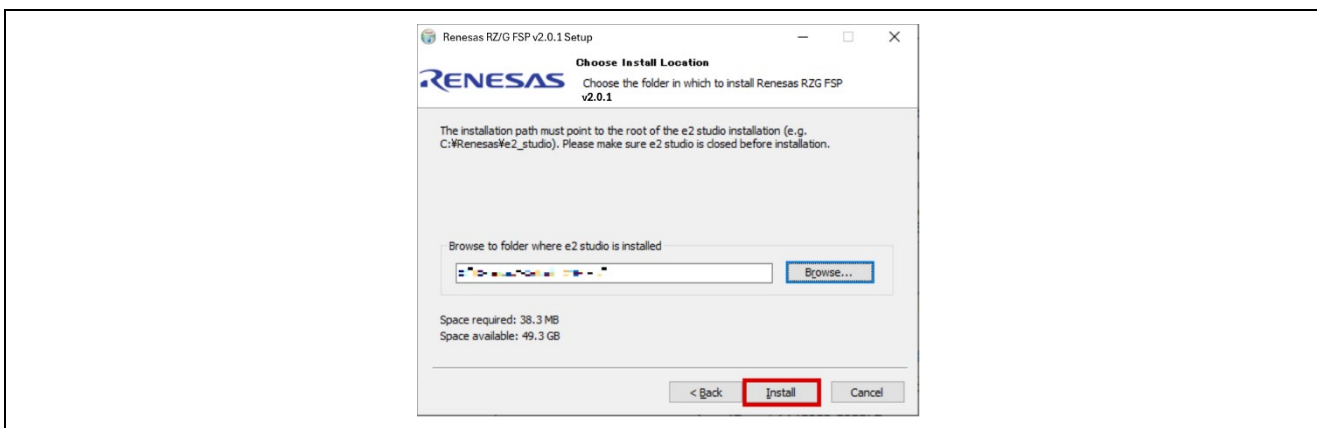 Renesas RZ/G FSP v2.0.1 Setup
Choose Install Location
RENESAS
Choose the folder in which to install Renesas RZG FSP
v2.0.1
The installation path must point to the root of the e2 studio installation (e.g.
C:¥Renesas¥e2_studio). Please make sure e2 studio is closed before installation.
Browse to folder where e2 studio is installed
Browse...
Space required: 38.3 MB
Space available: 49.3 GB
< Back
Install
Cancel